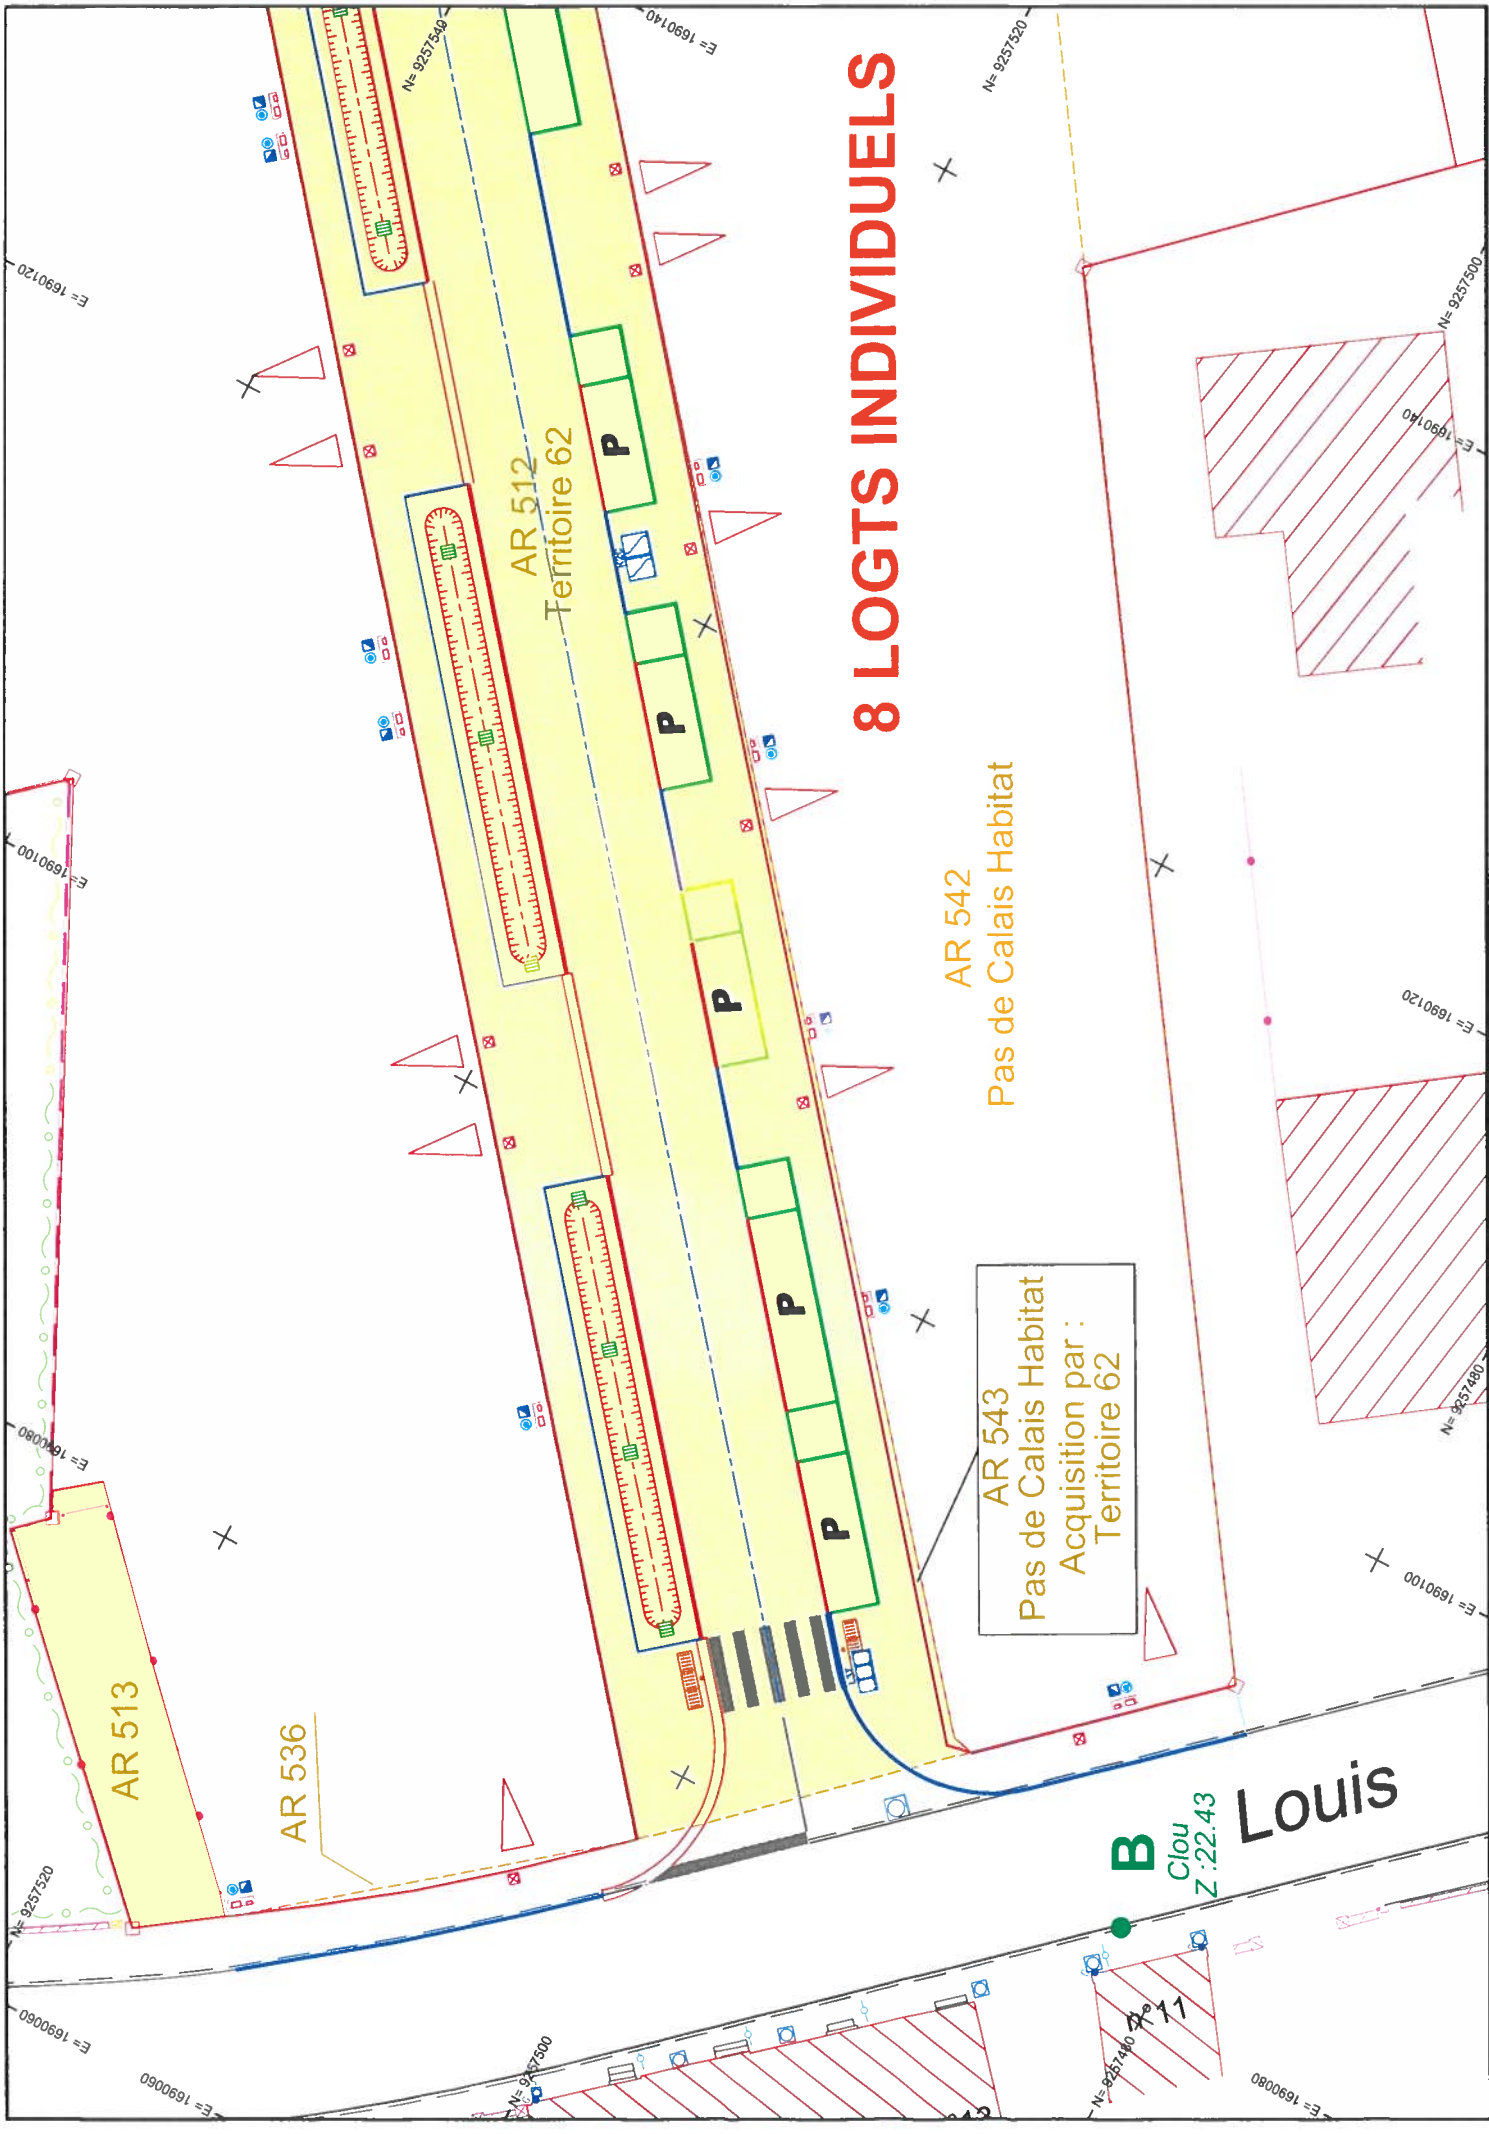 8 LOGTS INDIVIDUELS
AR 512
Territoire 62
AR 542
Pas de Calais Habitat
AR 543
Pas de Calais Habitat
Acquisition par :
Territoire 62
AR 513
AR 536
P
P
P
P
P
B
Clou
Z :22.43
Louis
N= 9257540
E= 1690140
N= 9257520
E= 1690120
E= 1690100
E= 1690080
N= 9257520
E= 1690060
E= 1690060
N= 9257500
N= 9257480
E= 1690080
E= 1690100
N= 9257480
E= 1690120
E= 1690140
N= 9257500